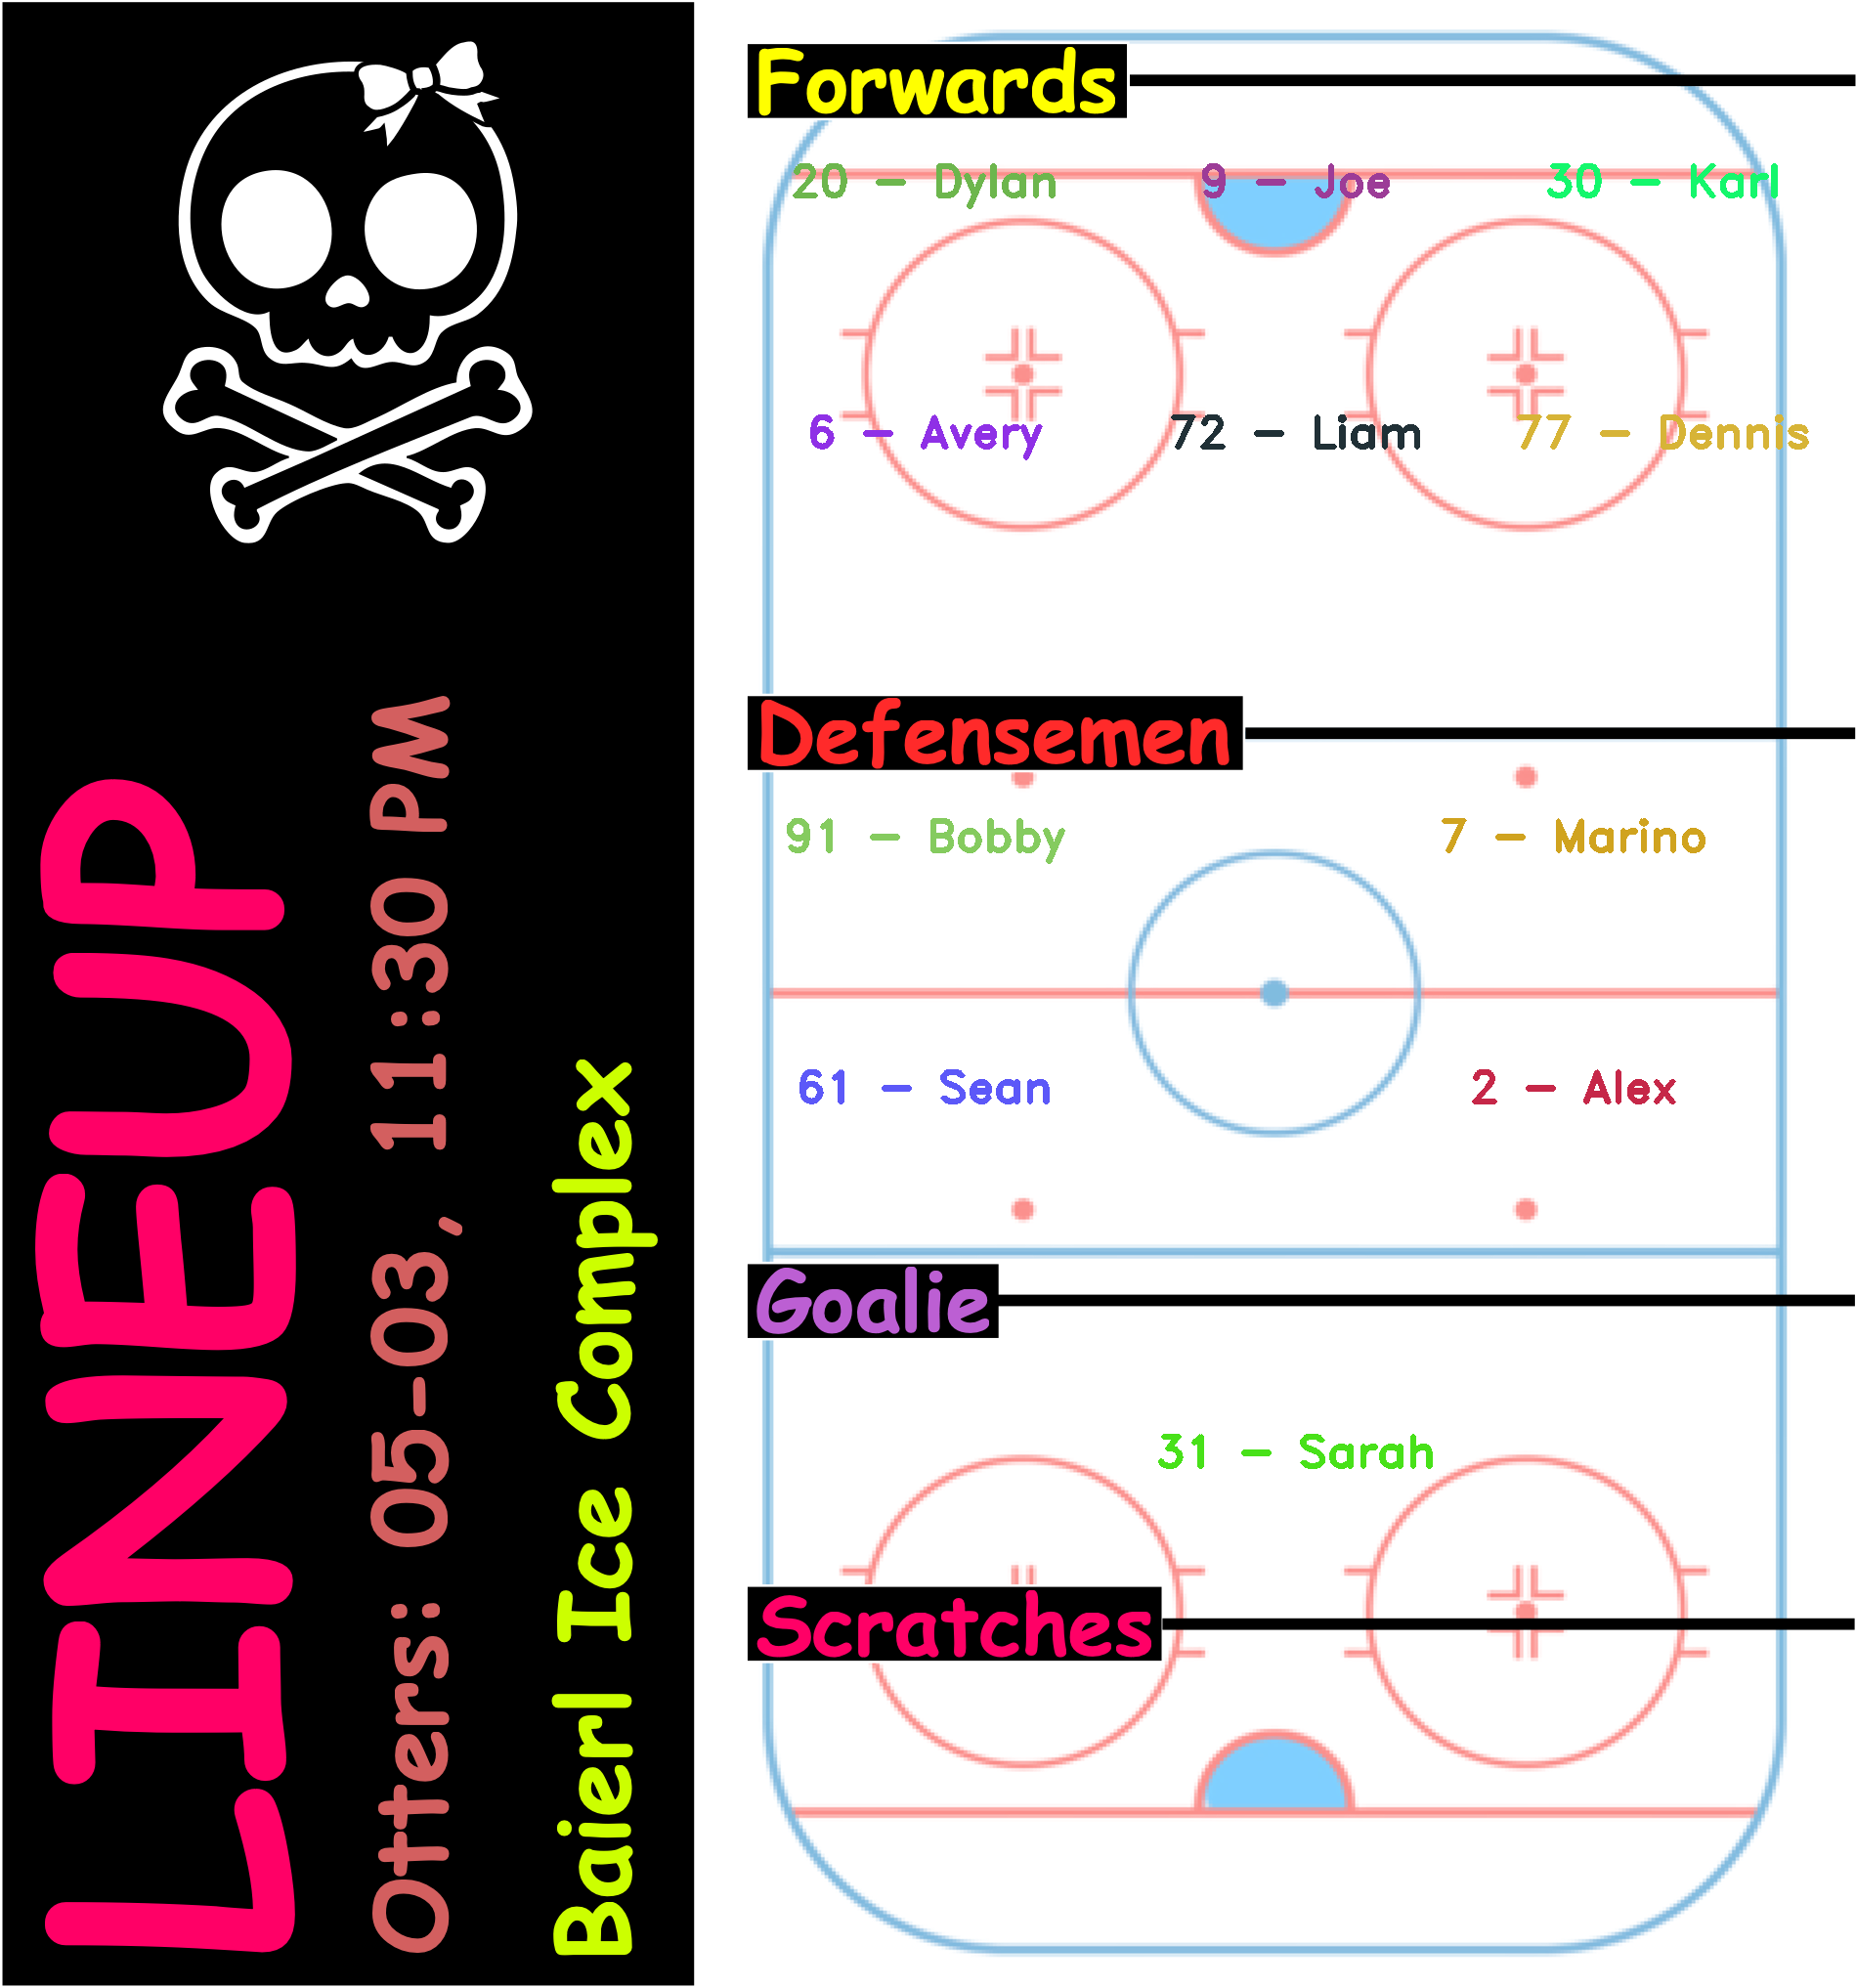 LINEUP
Otters: 05-03, 11:30 PM
Baierl Ice Complex
Forwards
20 - Dylan 9 - Joe 30 - Karl
6 - Avery 72 - Liam 77 - Dennis
Defensemen
91 - Bobby 7 - Marino
61 - Sean 2 - Alex
Goalie
31 - Sarah
Scratches